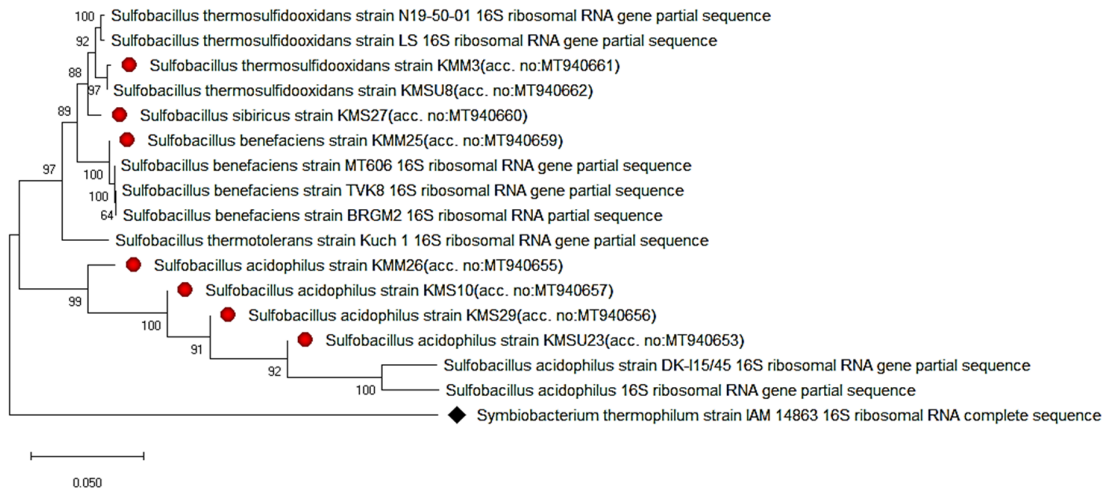 100 Sulfobacillus thermosulfidooxidans strain N19-50-01 16S ribosomal RNA gene partial sequence
92 Sulfobacillus thermosulfidooxidans strain LS 16S ribosomal RNA gene partial sequence
Sulfobacillus thermosulfidooxidans strain KMM3(acc. no:MT940661)
88
97 Sulfobacillus thermosulfidooxidans strain KMSU8(acc. no:MT940662)
89 Sulfobacillus sibiricus strain KMS27(acc. no:MT940660)
Sulfobacillus benefaciens strain KMM25(acc. no:MT940659)
97 Sulfobacillus benefaciens strain MT606 16S ribosomal RNA gene partial sequence
100
100 Sulfobacillus benefaciens strain TVK8 16S ribosomal RNA gene partial sequence
64 Sulfobacillus benefaciens strain BRGM2 16S ribosomal RNA partial sequence
Sulfobacillus thermotolerans strain Kuch 1 16S ribosomal RNA gene partial sequence
Sulfobacillus acidophilus strain KMM26(acc. no:MT940655)
99 Sulfobacillus acidophilus strain KMS10(acc. no:MT940657)
Sulfobacillus acidophilus strain KMS29(acc. no:MT940656)
100
Sulfobacillus acidophilus strain KMSU23(acc. no:MT940653)
91
92 Sulfobacillus acidophilus strain DK-I15/45 16S ribosomal RNA gene partial sequence
100 Sulfobacillus acidophilus 16S ribosomal RNA gene partial sequence
Symbiobacterium thermophilum strain IAM 14863 16S ribosomal RNA complete sequence
0.050